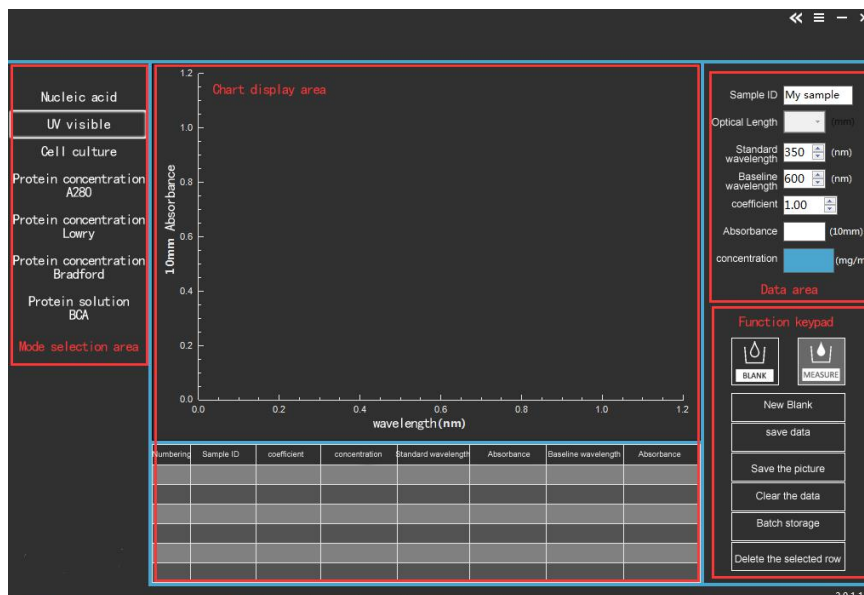 Nucleic acid
UV visible
Cell culture
Protein concentration
A280
Protein concentration
Lowry
Protein concentration
Bradford
Protein solution
BCA
Mode selection area
Chart display area
10mm Absorbance
1.2
1.0
0.8
0.6
0.4
0.2
0.0
0.0 0.2 0.4 0.6 0.8 1.0 1.2
wavelength(nm)
Numbering Sample ID coefficient concentration Standard wavelength Absorbance Baseline wavelength Absorbance
Sample ID My sample
Optical Length (mm)
Standard
wavelength 350 (nm)
Baseline
wavelength 600 (nm)
coefficient 1.00
Absorbance (10mm)
concentration (mg/m
Data area
Function keypad
BLANK MEASURE
New Blank
save data
Save the picture
Clear the data
Batch storage
Delete the selected row